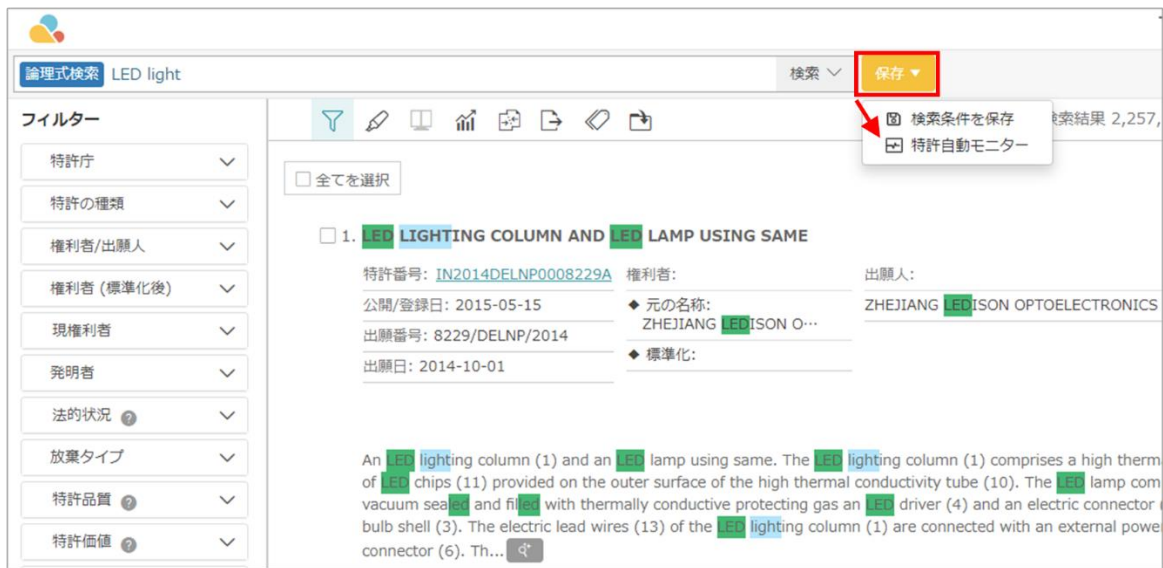 論理式検索 LED light 検索 保存
検索条件を保存
特許自動モニター
検索結果 2,257,
フィルター
特許庁
特許の種類
権利者/出願人
権利者 (標準化後)
現権利者
発明者
法的状況 ?
放棄タイプ
特許品質 ?
特許価値 ?
全てを選択
1. LED LIGHTING COLUMN AND LED LAMP USING SAME
特許番号: IN2014DELNP0008229A
公開/登録日: 2015-05-15
出願番号: 8229/DELNP/2014
出願日: 2014-10-01
権利者:
◆ 元の名称:
ZHEJIANG LEDISON O…
◆ 標準化:
出願人:
ZHEJIANG LEDISON OPTOELECTRONICS
An LED lighting column (1) and an LED lamp using same. The LED lighting column (1) comprises a high therm
of LED chips (11) provided on the outer surface of the high thermal conductivity tube (10). The LED lamp com
vacuum sealed and filled with thermally conductive protecting gas an LED driver (4) and an electric connector
bulb shell (3). The electric lead wires (13) of the LED lighting column (1) are connected with an external powe
connector (6). Th...